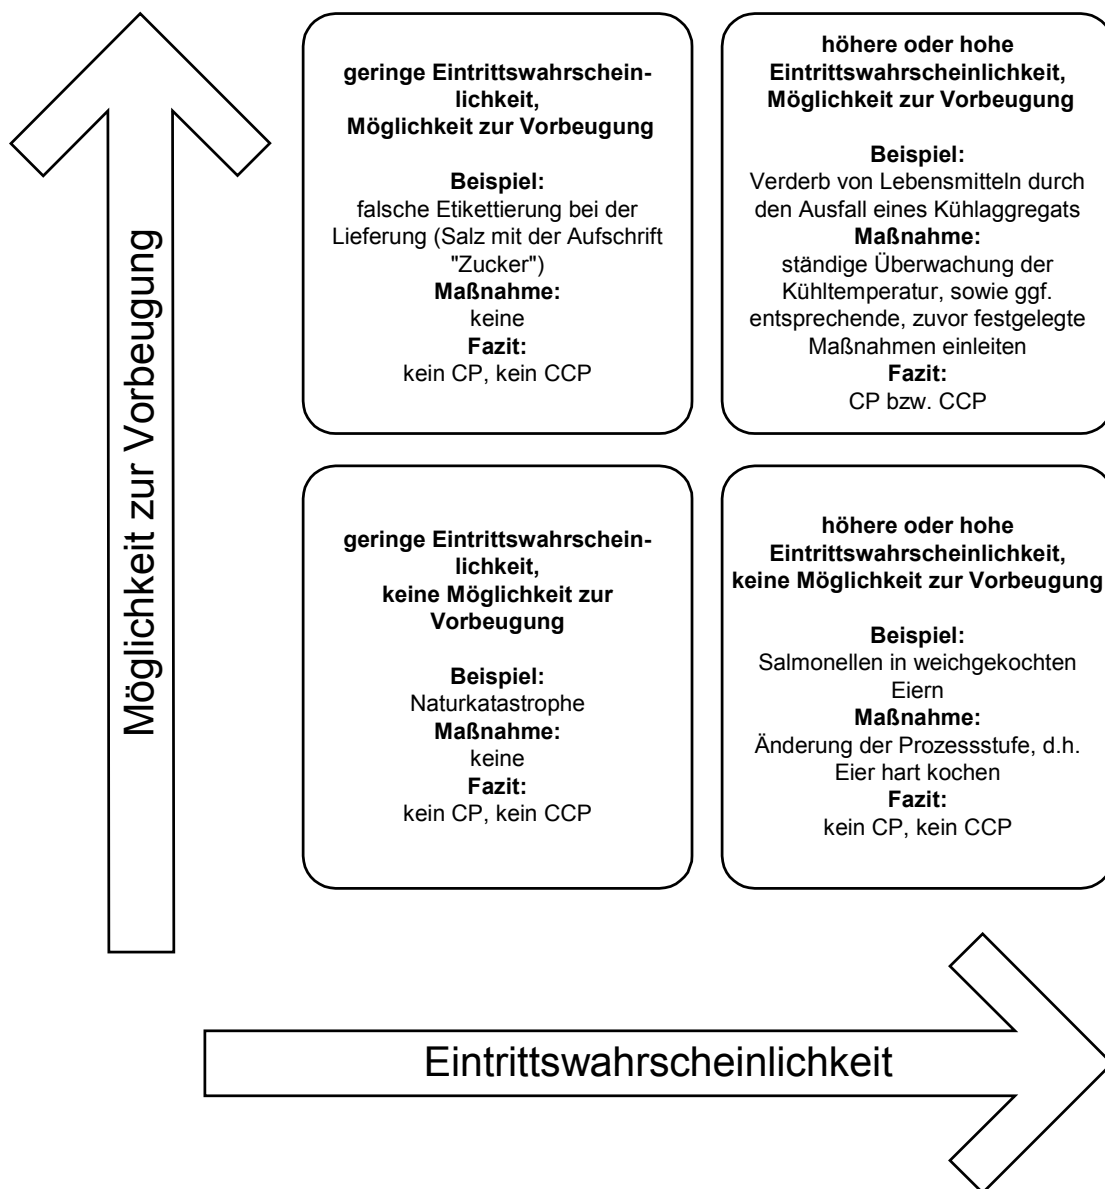 Möglichkeit zur Vorbeugung
geringe Eintrittswahrschein-
lichkeit,
Möglichkeit zur Vorbeugung
Beispiel:
falsche Etikettierung bei der
Lieferung (Salz mit der Aufschrift
"Zucker")
Maßnahme:
keine
Fazit:
kein CP, kein CCP
höhere oder hohe
Eintrittswahrscheinlichkeit,
Möglichkeit zur Vorbeugung
Beispiel:
Verderb von Lebensmitteln durch
den Ausfall eines Kühlaggregats
Maßnahme:
ständige Überwachung der
Kühltemperatur, sowie ggf.
entsprechende, zuvor festgelegte
Maßnahmen einleiten
Fazit:
CP bzw. CCP
geringe Eintrittswahrschein-
lichkeit,
keine Möglichkeit zur
Vorbeugung
Beispiel:
Naturkatastrophe
Maßnahme:
keine
Fazit:
kein CP, kein CCP
höhere oder hohe
Eintrittswahrscheinlichkeit,
keine Möglichkeit zur Vorbeugung
Beispiel:
Salmonellen in weichgekochten
Eiern
Maßnahme:
Änderung der Prozessstufe, d.h.
Eier hart kochen
Fazit:
kein CP, kein CCP
Eintrittswahrscheinlichkeit